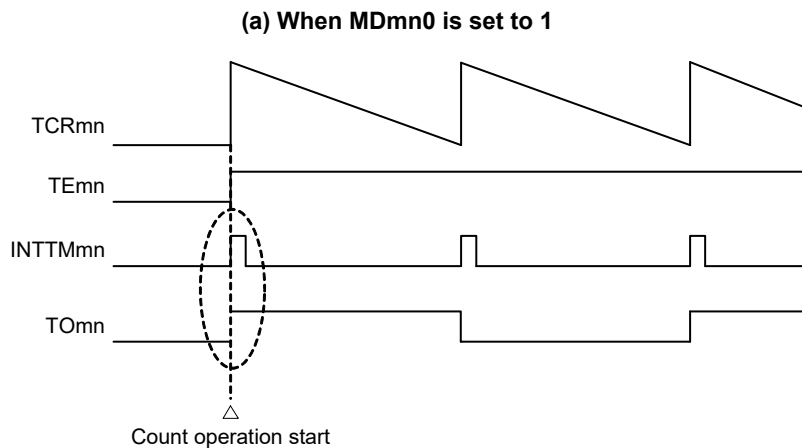 (a) When MDmn0 is set to 1
TCRmn
TEmn
INTTMmn
TOmn
Count operation start